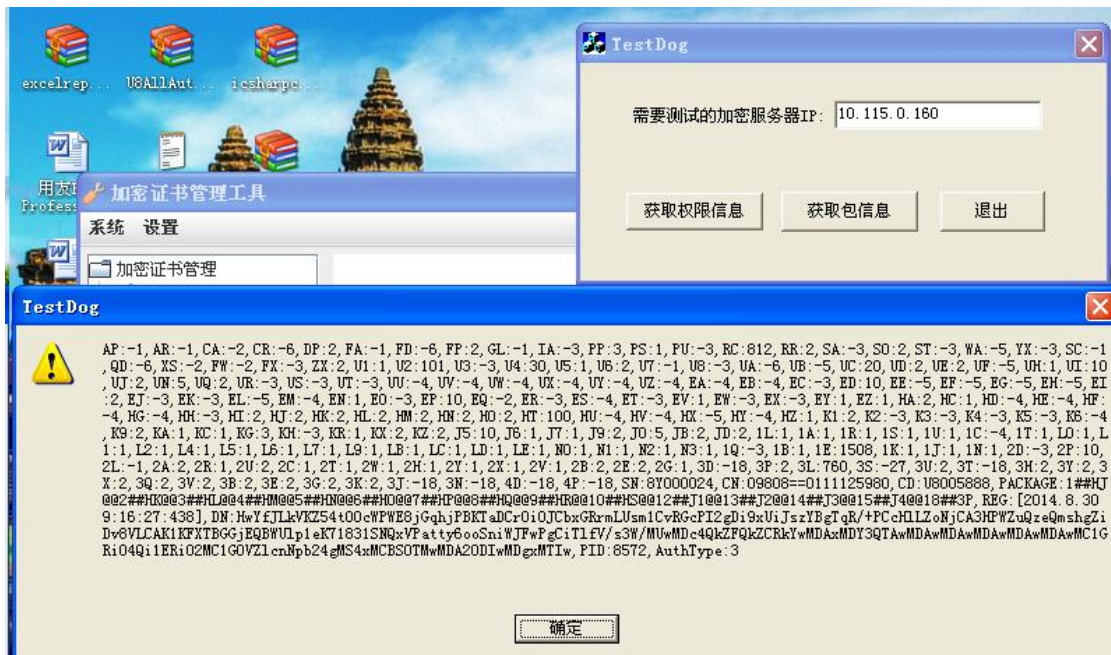 TestDog
excelrep...
U8AllAut...
icsharpc...
需要测试的加密服务器IP: 10.115.0.160
用友
Profess
加密证书管理工具
获取权限信息
获取包信息
退出
系统 设置
加密证书管理
TestDog
AP:-1, AR:-1, CA:-2, CR:-6, DP:2, FA:-1, FD:-6, FP:2, GL:-1, IA:-3, PP:3, PS:1, PU:-3, RC:812, RR:2, SA:-3, SO:2, ST:-3, WA:-5, YX:-3, SC:-1
, QD:-6, XS:-2, FW:-2, FX:-3, ZX:2, U1:1, U2:101, U3:-3, U4:30, U5:1, U6:2, U7:-1, U8:-3, UA:-6, UB:-5, UC:20, UD:2, UE:2, UF:-5, UH:1, UI:10
, UJ:2, UN:5, UQ:2, UR:-3, US:-3, UT:-3, UU:-4, UV:-4, UW:-4, UX:-4, UY:-4, UZ:-4, EA:-4, EB:-4, EC:-3, ED:10, EE:-5, EF:-5, EG:-5, EH:-5, EI
:2, EJ:-3, EK:-3, EL:-5, EM:-4, EN:1, EO:-3, EP:10, EQ:-2, ER:-3, ES:-4, ET:-3, EV:1, EW:-3, EX:-3, EY:1, EZ:1, HA:2, HC:1, HD:-4, HE:-4, HF:
-4, HG:-4, HH:-3, HI:2, HJ:2, HK:2, HL:2, HM:2, HN:2, HO:2, HT:100, HU:-4, HV:-4, HX:-5, HY:-4, HZ:1, K1:2, K2:-3, K3:-3, K4:-3, K5:-3, K6:-4
, K9:2, KA:1, KC:1, KG:3, KH:-3, KR:1, KX:2, KZ:2, J5:10, J6:1, J7:1, J9:2, J0:5, JB:2, JD:2, 1L:1, 1A:1, 1R:1, 1S:1, 1U:1, 1C:-4, 1T:1, L0:1, L
1:1, L2:1, L4:1, L5:1, L6:1, L7:1, L9:1, LB:1, LC:1, LD:1, LE:1, N0:1, N1:1, N2:1, N3:1, 1Q:-3, 1B:1, 1E:1508, 1K:1, 1J:1, 1N:1, 2D:-3, 2P:10,
2L:-1, 2A:2, 2R:1, 2U:2, 2C:1, 2T:1, 2W:1, 2H:1, 2Y:1, 2X:1, 2V:1, 2B:2, 2E:2, 2G:1, 3D:-18, 3P:2, 3L:760, 3S:-27, 3U:2, 3T:-18, 3H:2, 3Y:2, 3
X:2, 3Q:2, 3V:2, 3B:2, 3E:2, 3G:2, 3K:2, 3J:-18, 3N:-18, 4D:-18, 4P:-18, SN:8Y000024, CN:09808==0111125980, CD:U8005888, PACKAGE:1##HJ
@@2##HK@@3##HL@@4##HM@@5##HN@@6##HO@@7##HP@@8##HQ@@9##HR@@10##HS@@12##J1@@13##J2@@14##J3@@15##J4@@18##3P, REG:[2014.8.30
9:16:27:438], PID:8572, AuthType:3
确定